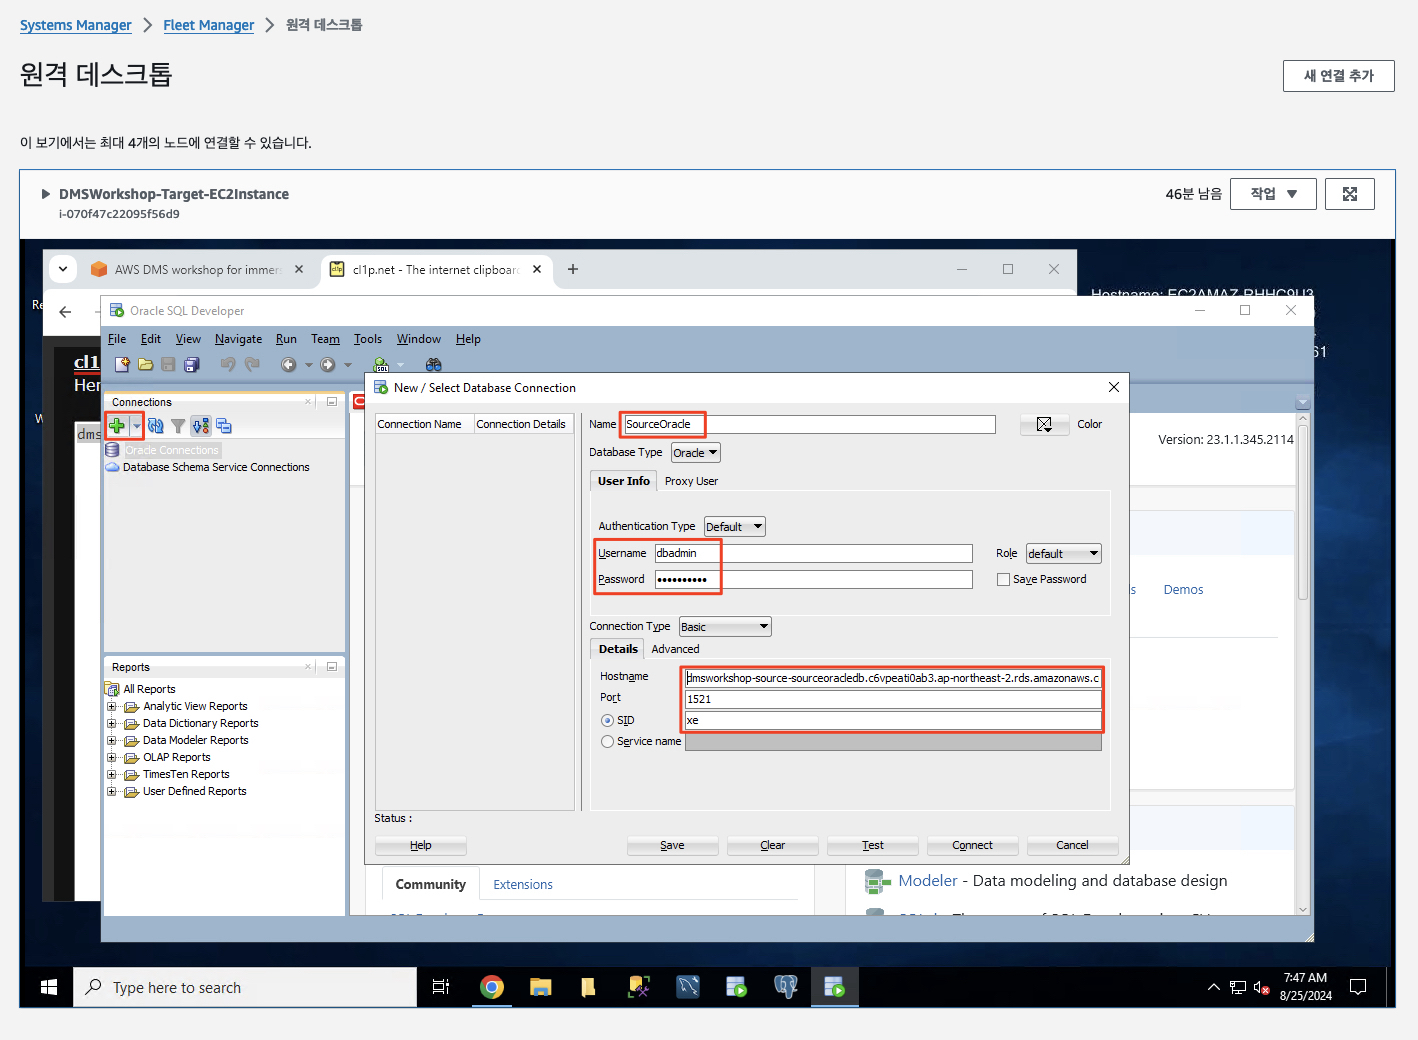 Systems Manager > Fleet Manager > 원격 데스크톱
원격 데스크톱
새 연결 추가
이 보기에서는 최대 4개의 노드에 연결할 수 있습니다.
DMSWorkshop-Target-EC2Instance
i-070f47c22095f56d9
46분 남음
작업
AWS DMS workshop for immers
cl1p.net - The internet clipboard
Hostname: EC2AMAZ-RHHC9U3
Oracle SQL Developer
File Edit View Navigate Run Team Tools Window Help
61
cl1
Her
dms
New / Select Database Connection
Connections
Oracle Connections
Database Schema Service Connections
Connection Name Connection Details
Name SourceOracle
Color
Database Type Oracle
User Info Proxy User
Authentication Type Default
Username dbadmin
Role default
Password ••••••••••
Save Password
Connection Type Basic
Details Advanced
Hostname dmsworkshop-source-sourceoracledb.c6vpeati0ab3.ap-northeast-2.rds.amazonaws.c
Port 1521
SID xe
Service name
Status :
Help Save Clear Test Connect Cancel
Version: 23.1.1.345.2114
s Demos
Reports
All Reports
Analytic View Reports
Data Dictionary Reports
Data Modeler Reports
OLAP Reports
TimesTen Reports
User Defined Reports
Community Extensions
Modeler - Data modeling and database design
Type here to search
7:47 AM
8/25/2024